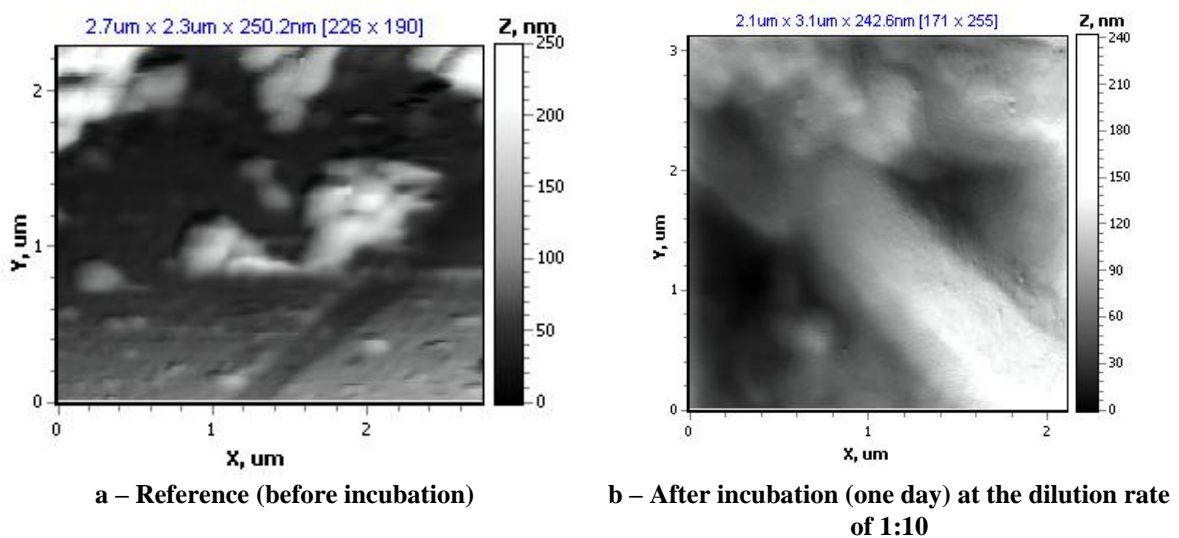 2.7um x 2.3um x 250.2nm [226 x 190]
Z, nm
250
200
150
100
50
0
Y, um
2
1
0
0 1 2
X, um
a – Reference (before incubation)
2.1um x 3.1um x 242.6nm [171 x 255]
Z, nm
240
210
180
150
120
90
60
30
0
Y, um
3
2
1
0
0 1 2
X, um
b – After incubation (one day) at the dilution rate
of 1:10